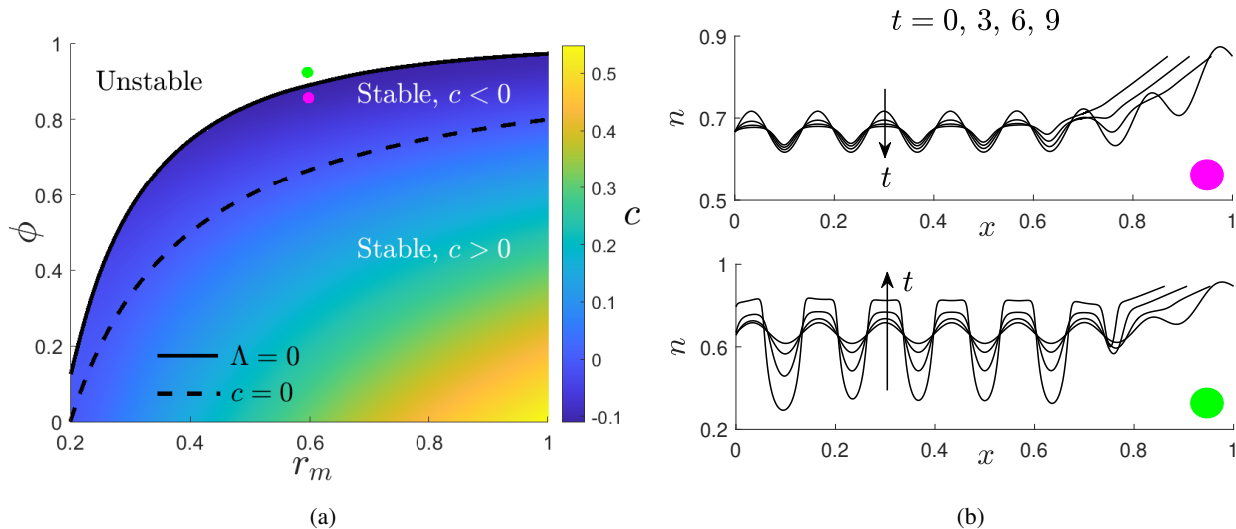 Unstable
Stable, c < 0
Stable, c > 0
Λ = 0
c = 0
ϕ
1
0.8
0.6
0.4
0.2
0
0.2
0.4
0.6
0.8
1
r_m
0.5
0.4
0.3
0.2
0.1
0
-0.1
c
(a)
t = 0, 3, 6, 9
n
0.9
0.7
0.5
t
0
0.2
0.4
0.6
0.8
1
x
n
1
0.6
0.2
t
0
0.2
0.4
0.6
0.8
1
x
(b)